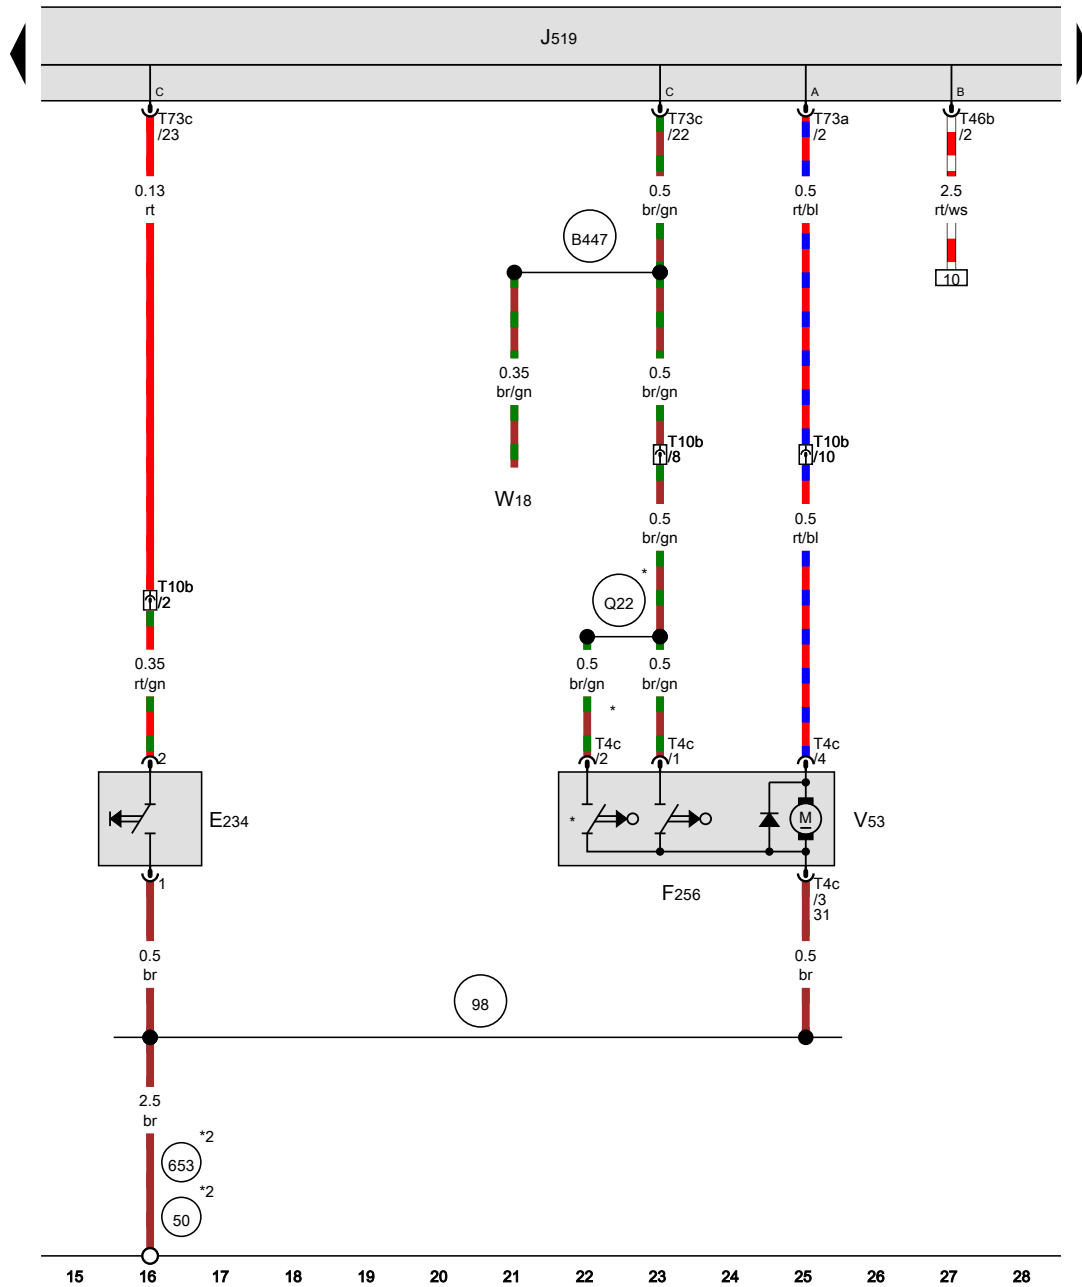 J519
C
C
A
B
T73c
/23
T73c
/22
T73a
/2
T46b
/2
0.13
rt
0.5
br/gn
0.5
rt/bl
2.5
rt/ws
B447
10
0.35
br/gn
0.5
br/gn
T10b
/8
T10b
/10
W18
0.5
br/gn
0.5
rt/bl
*
T10b
/2
Q22
0.35
rt/gn
0.5
br/gn
0.5
br/gn
*
2
T4c
/2
T4c
/1
T4c
/4
E234
*
M
V53
1
F256
T4c
/3
31
0.5
br
0.5
br
98
2.5
br
*2
653
*2
50
15 16 17 18 19 20 21 22 23 24 25 26 27 28